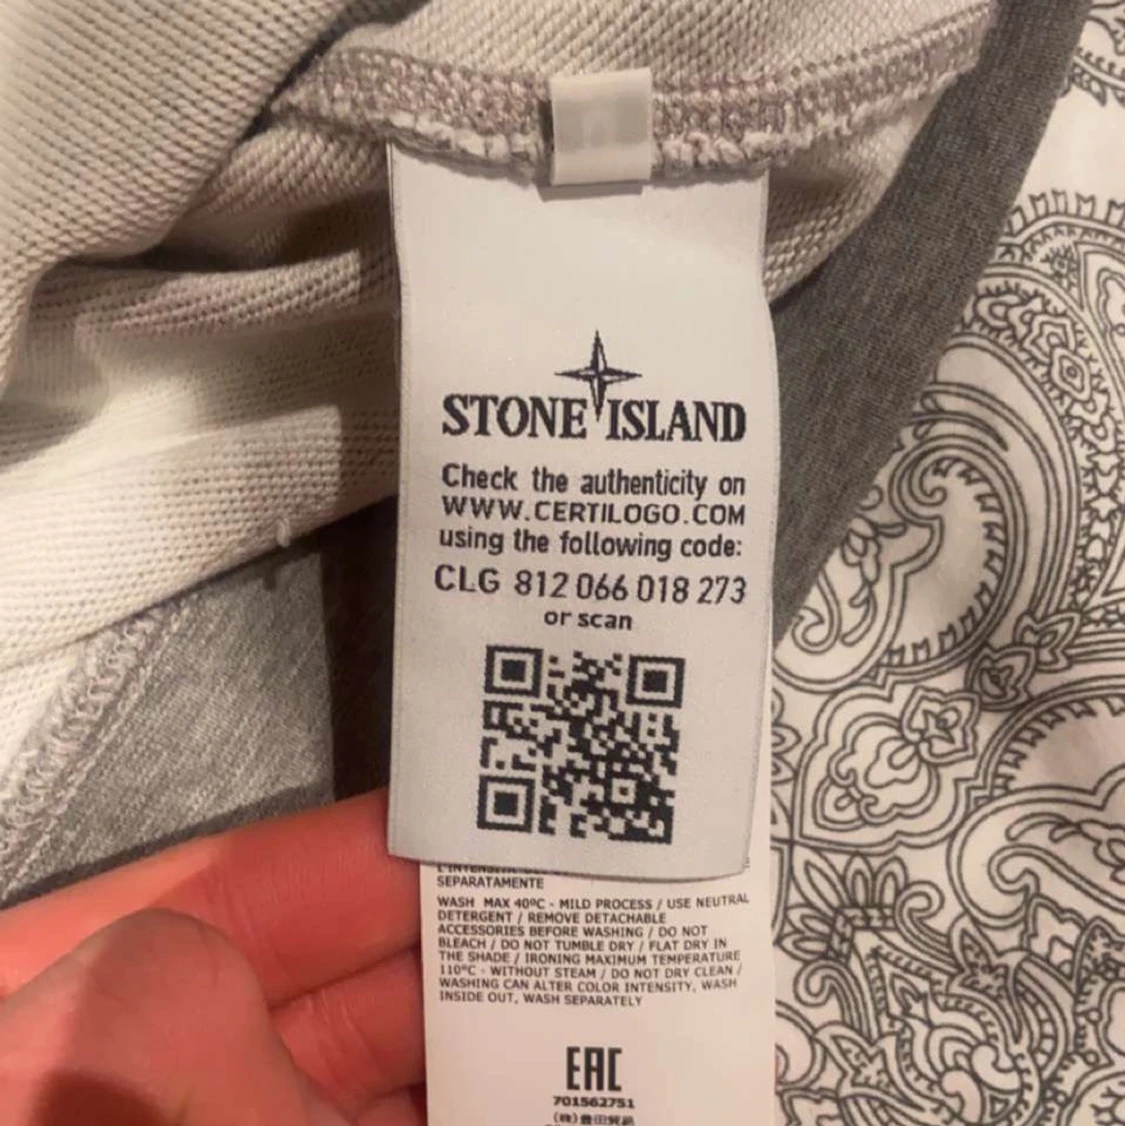 STONE ISLAND
Check the authenticity on
WWW.CERTILOGO.COM
using the following code:
CLG 812 066 018 273
or scan
SEPARATAMENTE
WASH MAX 40°C - MILD PROCESS / USE NEUTRAL
DETERGENT / REMOVE DETACHABLE
ACCESSORIES BEFORE WASHING / DO NOT
BLEACH / DO NOT TUMBLE DRY / FLAT DRY IN
THE SHADE / IRONING MAXIMUM TEMPERATURE
110°C - WITHOUT STEAM / DO NOT DRY CLEAN /
WASHING CAN ALTER COLOR INTENSITY, WASH
INSIDE OUT, WASH SEPARATELY
EAC
701562751